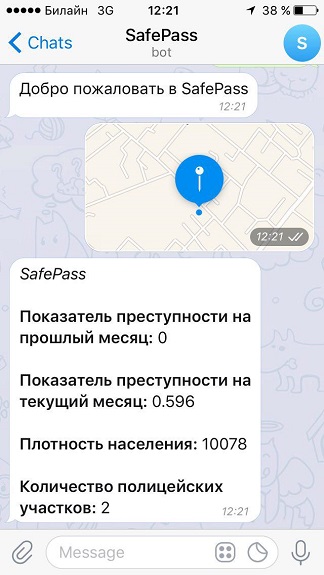 Билайн 3G 12:21 38 %
Chats
SafePass
bot
S
Добро пожаловать в SafePass
12:21
12:21
SafePass
Показатель преступности на
прошлый месяц: 0
Показатель преступности на
текущий месяц: 0.596
Плотность населения: 10078
Количество полицейских
участков: 2
12:21
Message